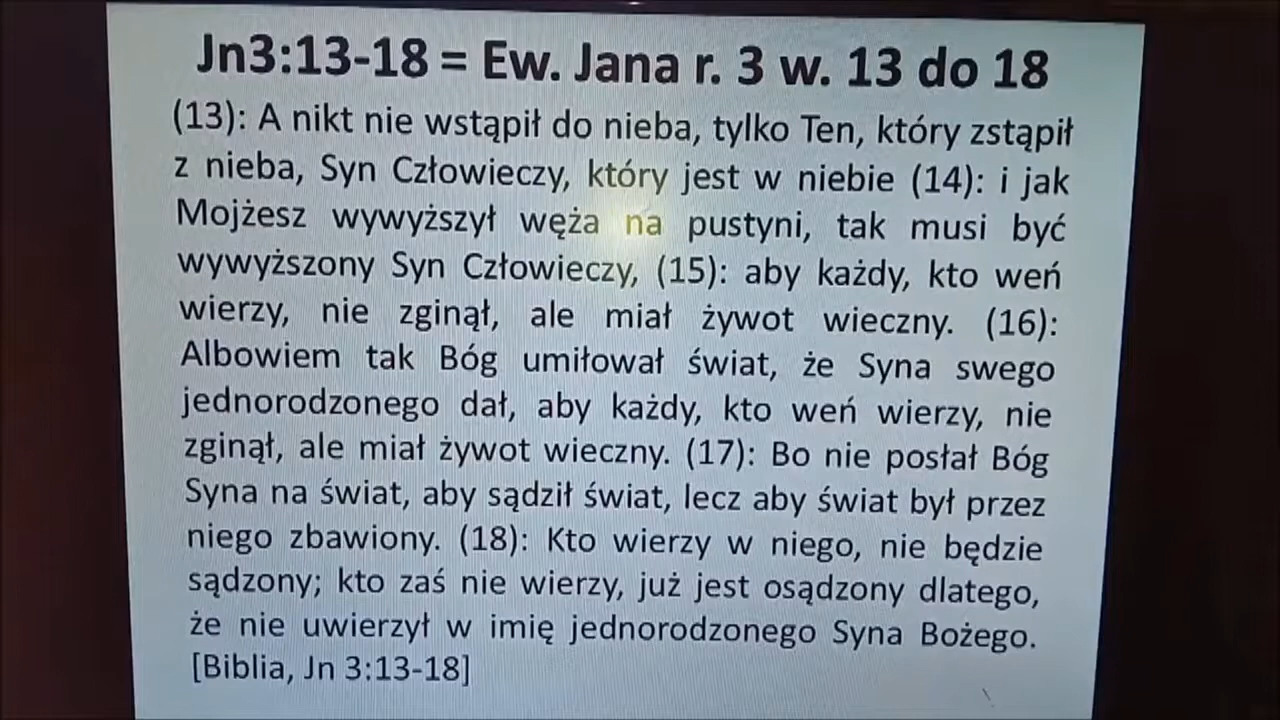 Jn3:13-18 = Ew. Jana r. 3 w. 13 do 18
(13): A nikt nie wstąpił do nieba, tylko Ten, który zstąpił
z nieba, Syn Człowieczy, który jest w niebie (14): i jak
Mojżesz wywyższył węża na pustyni, tak musi być
wywyższony Syn Człowieczy, (15): aby każdy, kto weń
wierzy, nie zginął, ale miał żywot wieczny. (16):
Albowiem tak Bóg umiłował świat, że Syna swego
jednorodzonego dał, aby każdy, kto weń wierzy, nie
zginął, ale miał żywot wieczny. (17): Bo nie posłał Bóg
Syna na świat, aby sądził świat, lecz aby świat był przez
niego zbawiony. (18): Kto wierzy w niego, nie będzie
sądzony; kto zaś nie wierzy, już jest osądzony dlatego,
że nie uwierzył w imię jednorodzonego Syna Bożego.
[Biblia, Jn 3:13-18]